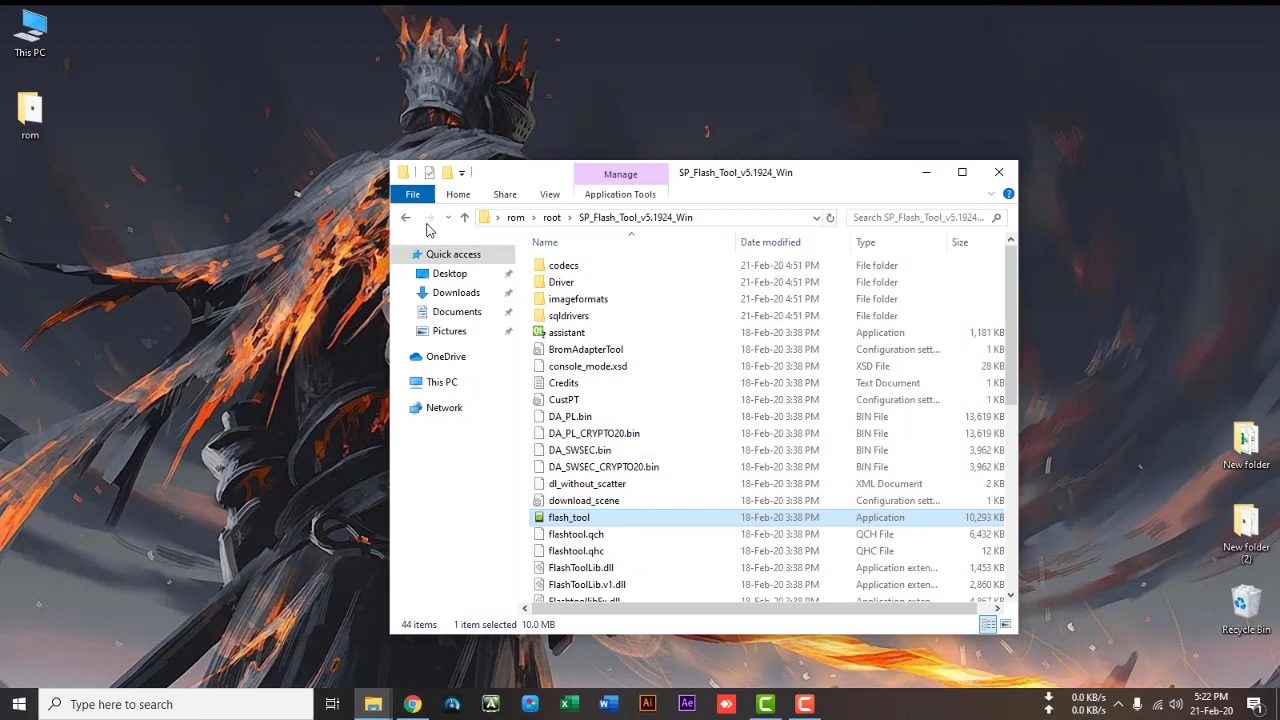 This PC
rom
Manage
SP_Flash_Tool_v5.1924_Win
File
Home
Share
View
Application Tools
rom
root
SP_Flash_Tool_v5.1924_Win
Search SP_Flash_Tool_v5.1924...
Quick access
Desktop
Downloads
Documents
Pictures
OneDrive
This PC
Network
Name Date modified Type Size
codecs 21-Feb-20 4:51 PM File folder
Driver 21-Feb-20 4:51 PM File folder
imageformats 21-Feb-20 4:51 PM File folder
sqldrivers 21-Feb-20 4:51 PM File folder
assistant 18-Feb-20 3:38 PM Application 1,181 KB
BromAdapterTool 18-Feb-20 3:38 PM Configuration sett... 1 KB
console_mode.xsd 18-Feb-20 3:38 PM XSD File 28 KB
Credits 18-Feb-20 3:38 PM Text Document 1 KB
CustPT 18-Feb-20 3:38 PM Configuration sett... 1 KB
DA_PL.bin 18-Feb-20 3:38 PM BIN File 13,619 KB
DA_PL_CRYPTO20.bin 18-Feb-20 3:38 PM BIN File 13,619 KB
DA_SWSEC.bin 18-Feb-20 3:38 PM BIN File 3,962 KB
DA_SWSEC_CRYPTO20.bin 18-Feb-20 3:38 PM BIN File 3,962 KB
dl_without_scatter 18-Feb-20 3:38 PM XML Document 2 KB
download_scene 18-Feb-20 3:38 PM Configuration sett... 1 KB
flash_tool 18-Feb-20 3:38 PM Application 10,293 KB
flashtool.qch 18-Feb-20 3:38 PM QCH File 6,432 KB
flashtool.qhc 18-Feb-20 3:38 PM QHC File 12 KB
FlashToolLib.dll 18-Feb-20 3:38 PM Application exten... 1,453 KB
FlashToolLib.v1.dll 18-Feb-20 3:38 PM Application exten... 2,860 KB
FlashtoollibEx.dll 18-Feb-20 3:38 PM Application exten... 4,867 KB
44 items 1 item selected 10.0 MB
New folder
New folder
(2)
Recycle Bin
Type here to search
0.0 KB/s
0.0 KB/s
5:22 PM
21-Feb-20